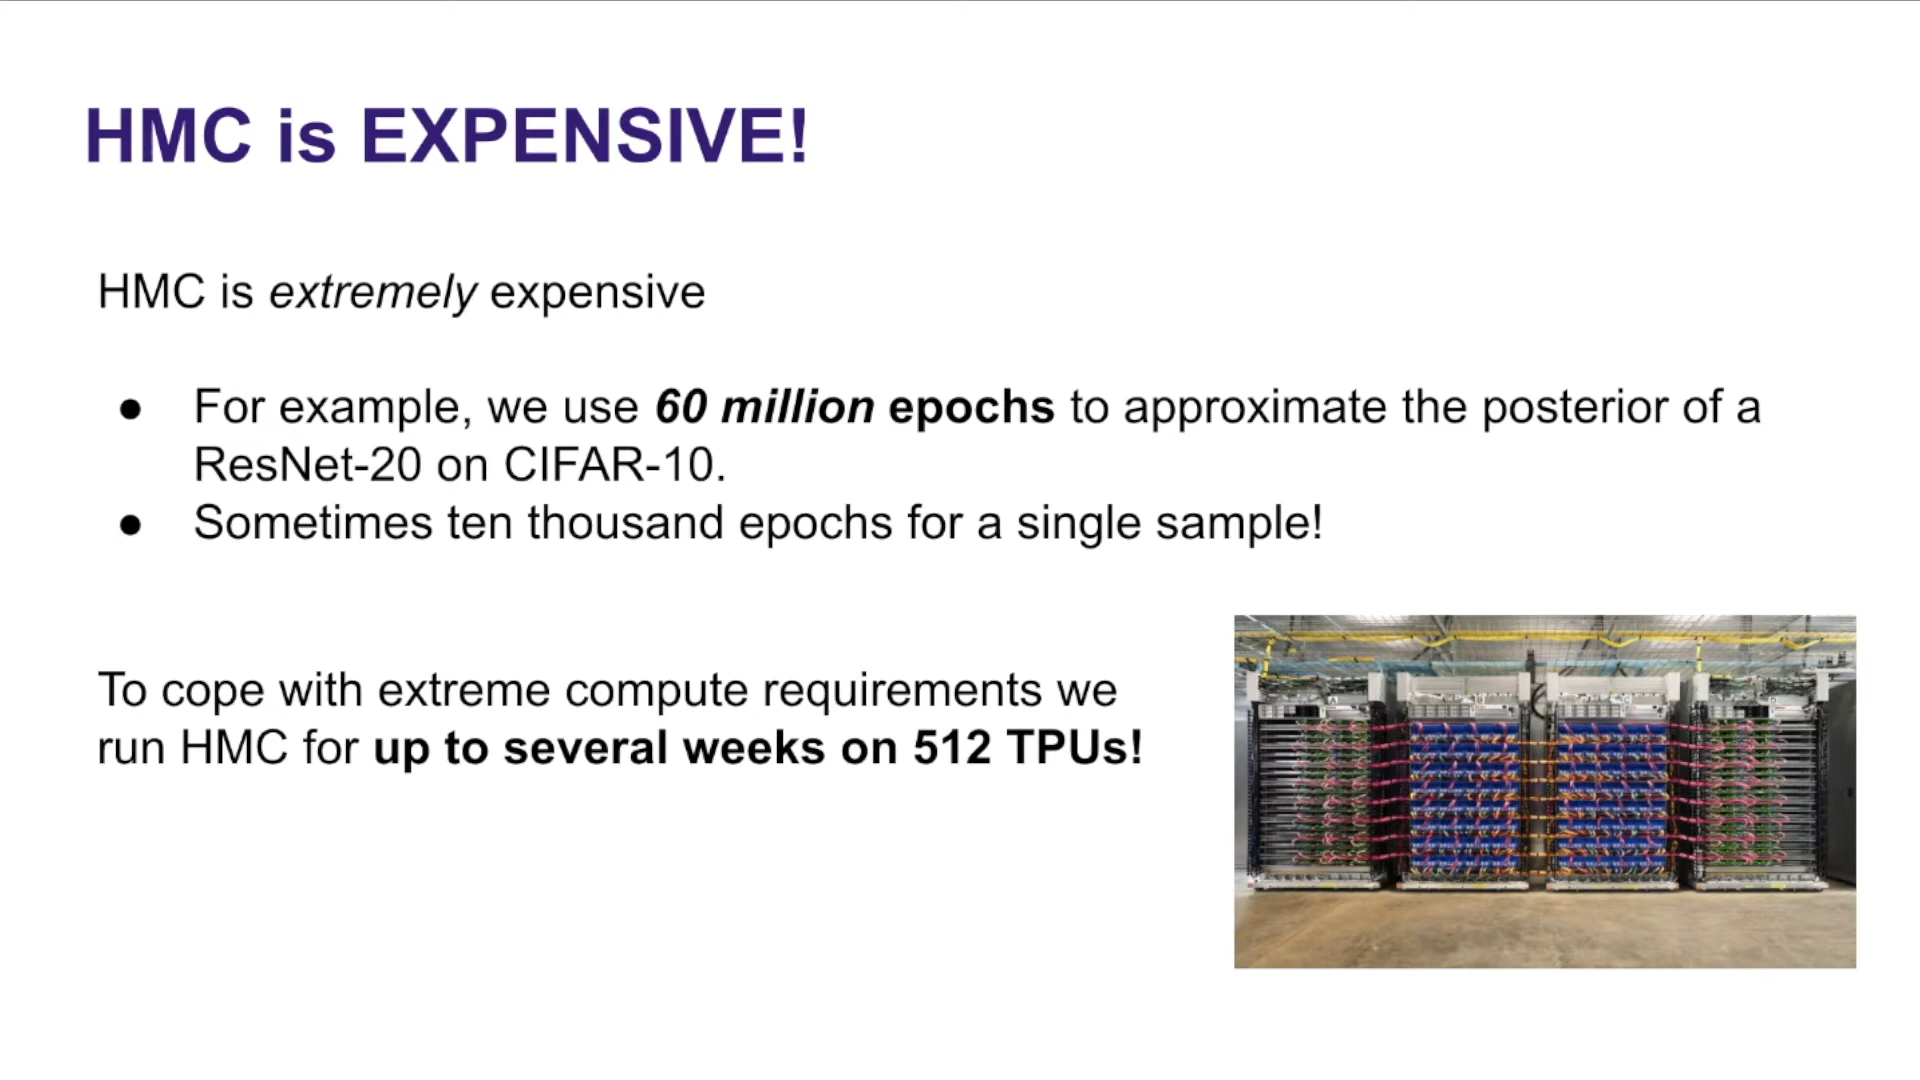 HMC is EXPENSIVE!
HMC is extremely expensive
● For example, we use 60 million epochs to approximate the posterior of a
ResNet-20 on CIFAR-10.
● Sometimes ten thousand epochs for a single sample!
To cope with extreme compute requirements we
run HMC for up to several weeks on 512 TPUs!